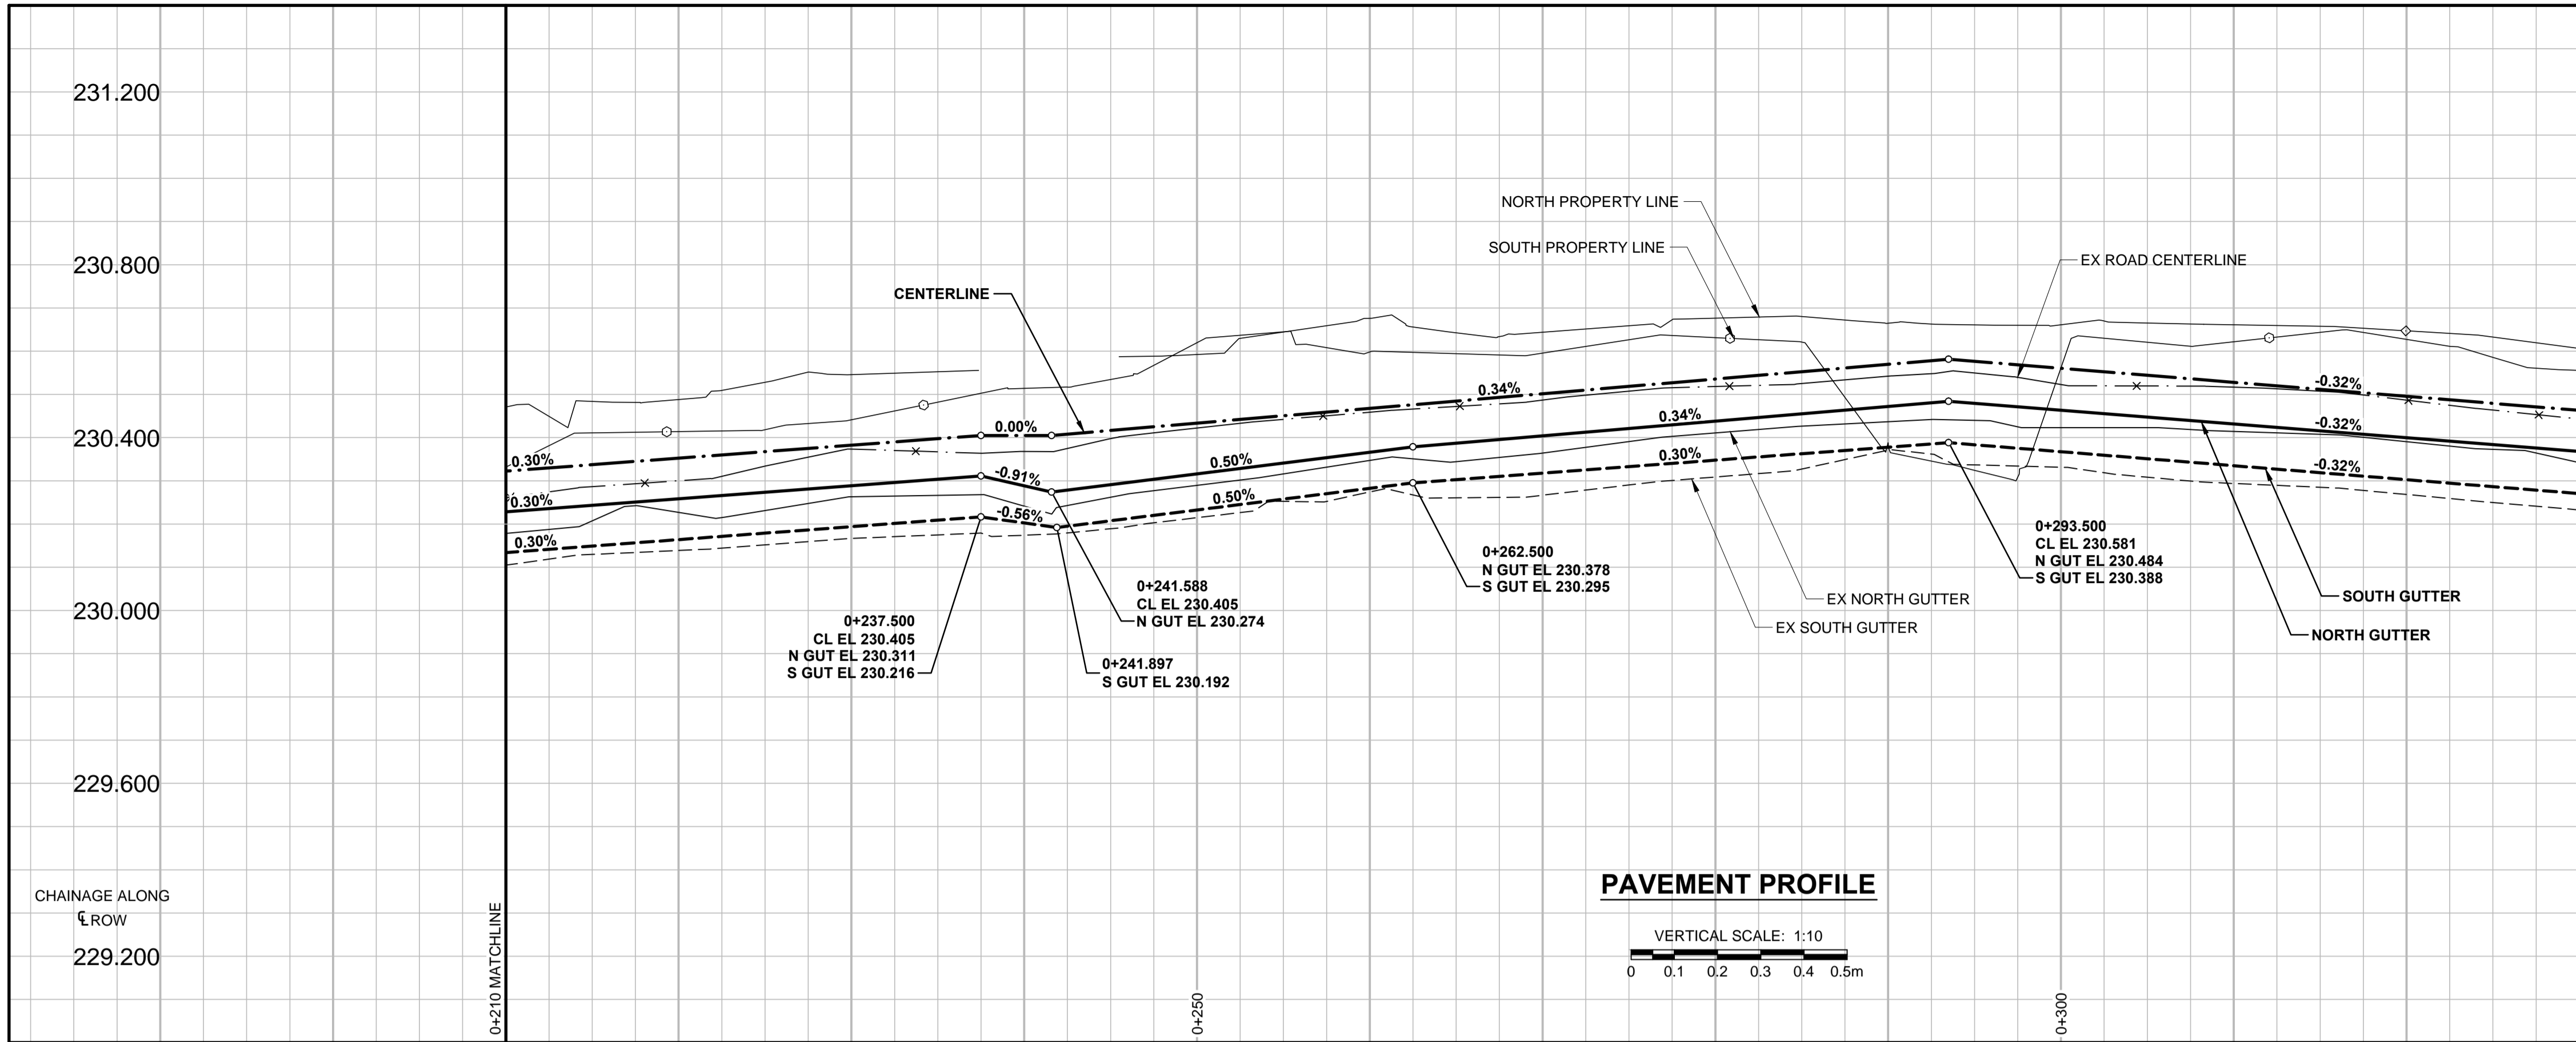 231.200
230.800
230.400
230.000
229.600
229.200
CHAINAGE ALONG
℄ ROW
0+210 MATCHLINE
0+250
0+300
NORTH PROPERTY LINE
SOUTH PROPERTY LINE
EX ROAD CENTERLINE
CENTERLINE
0.30%
0.00%
0.34%
-0.32%
0.30%
-0.91%
0.50%
0.34%
-0.32%
0.30%
-0.56%
0.50%
0.30%
-0.32%
0+237.500
CL EL 230.405
N GUT EL 230.311
S GUT EL 230.216
0+241.588
CL EL 230.405
N GUT EL 230.274
0+241.897
S GUT EL 230.192
0+262.500
N GUT EL 230.378
S GUT EL 230.295
0+293.500
CL EL 230.581
N GUT EL 230.484
S GUT EL 230.388
EX NORTH GUTTER
EX SOUTH GUTTER
SOUTH GUTTER
NORTH GUTTER
PAVEMENT PROFILE
VERTICAL SCALE: 1:10
0 0.1 0.2 0.3 0.4 0.5m